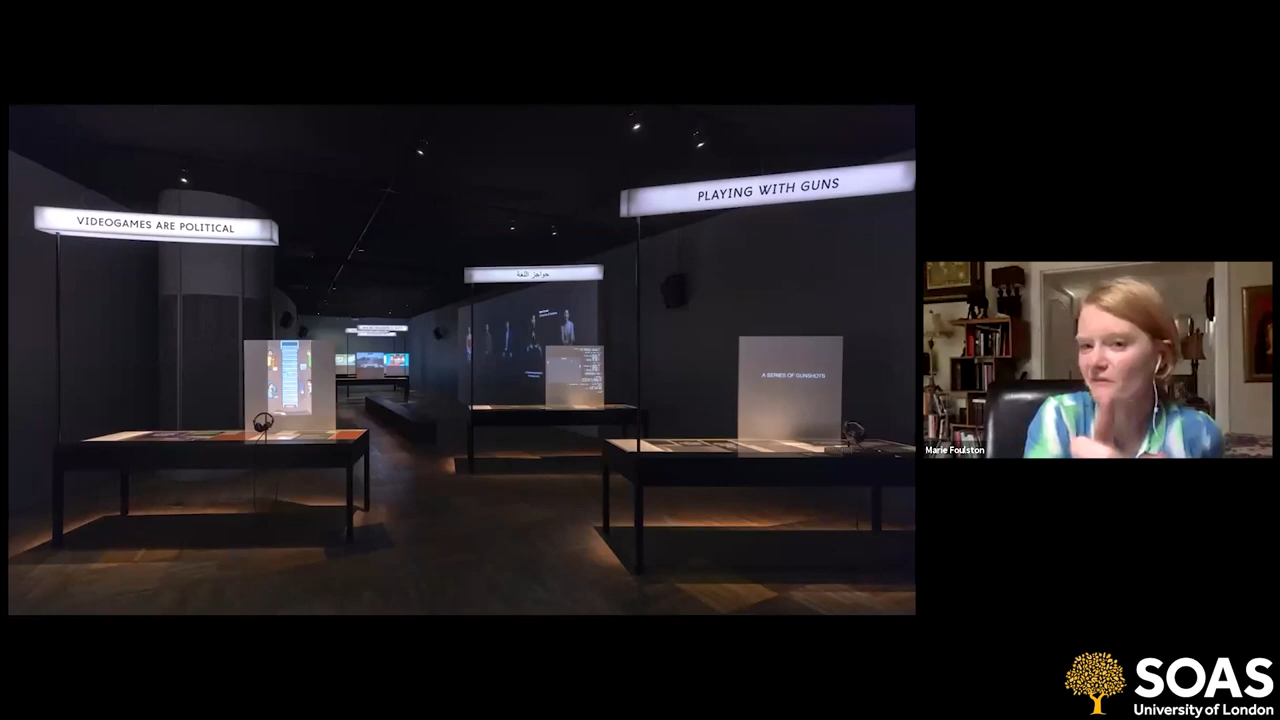 VIDEOGAMES ARE POLITICAL
PLAYING WITH GUNS
حواجز اللغة
A SERIES OF GUNSHOTS
Marie Foulston
SOAS
University of London